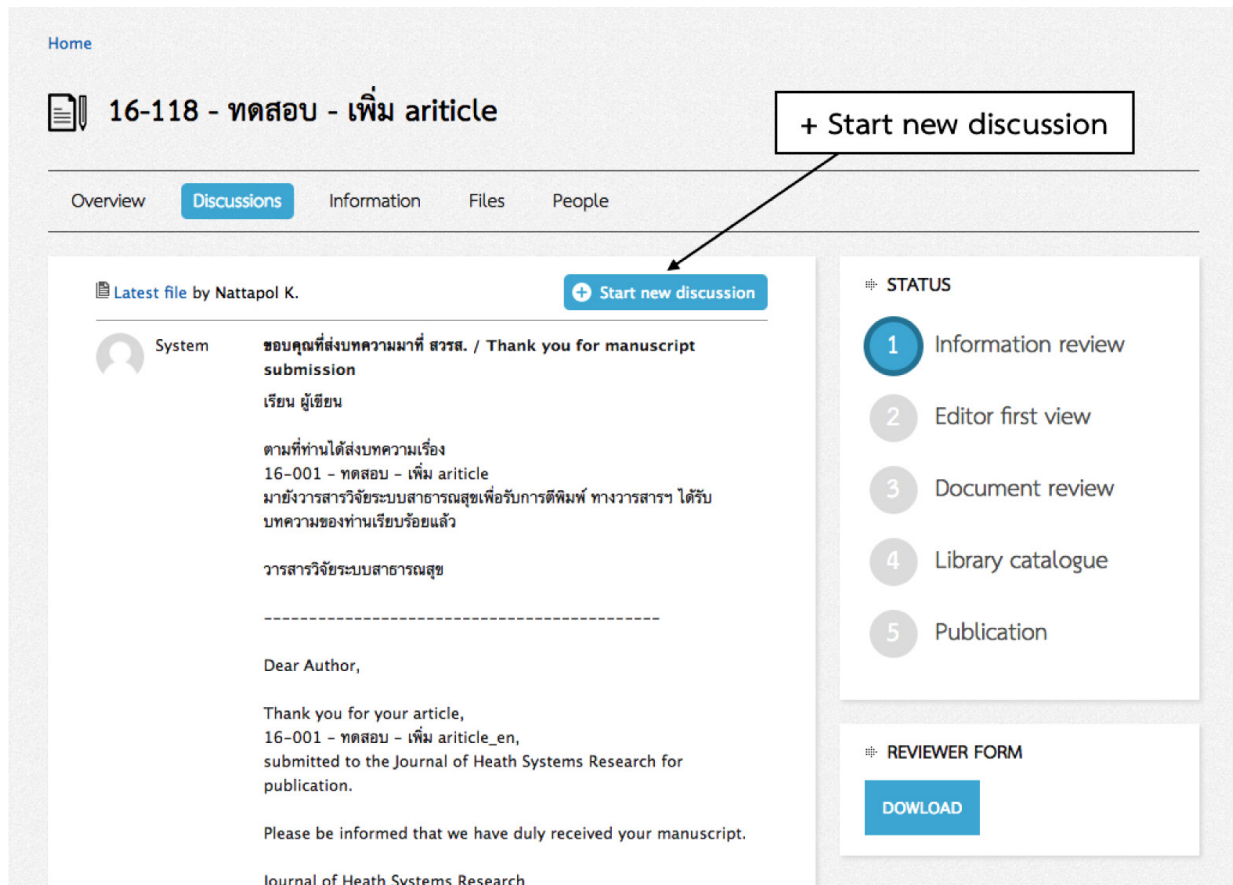 Home
16-118 - ทดสอบ - เพิ่ม ariticle
+ Start new discussion
Overview Discussions Information Files People
Latest file by Nattapol K.
Start new discussion
System
ขอบคุณที่ส่งบทความมาที่ สวรส. / Thank you for manuscript
submission
เรียน ผู้เขียน
ตามที่ท่านได้ส่งบทความเรื่อง
16-001 - ทดสอบ - เพิ่ม ariticle
มายังวารสารวิจัยระบบสาธารณสุขเพื่อรับการตีพิมพ์ ทางวารสารฯ ได้รับ
บทความของท่านเรียบร้อยแล้ว
วารสารวิจัยระบบสาธารณสุข
--------------------------------------------
Dear Author,
Thank you for your article,
16-001 - ทดสอบ - เพิ่ม ariticle_en,
submitted to the Journal of Heath Systems Research for
publication.
Please be informed that we have duly received your manuscript.
Journal of Heath Systems Research
STATUS
1 Information review
2 Editor first view
3 Document review
4 Library catalogue
5 Publication
REVIEWER FORM
DOWLOAD